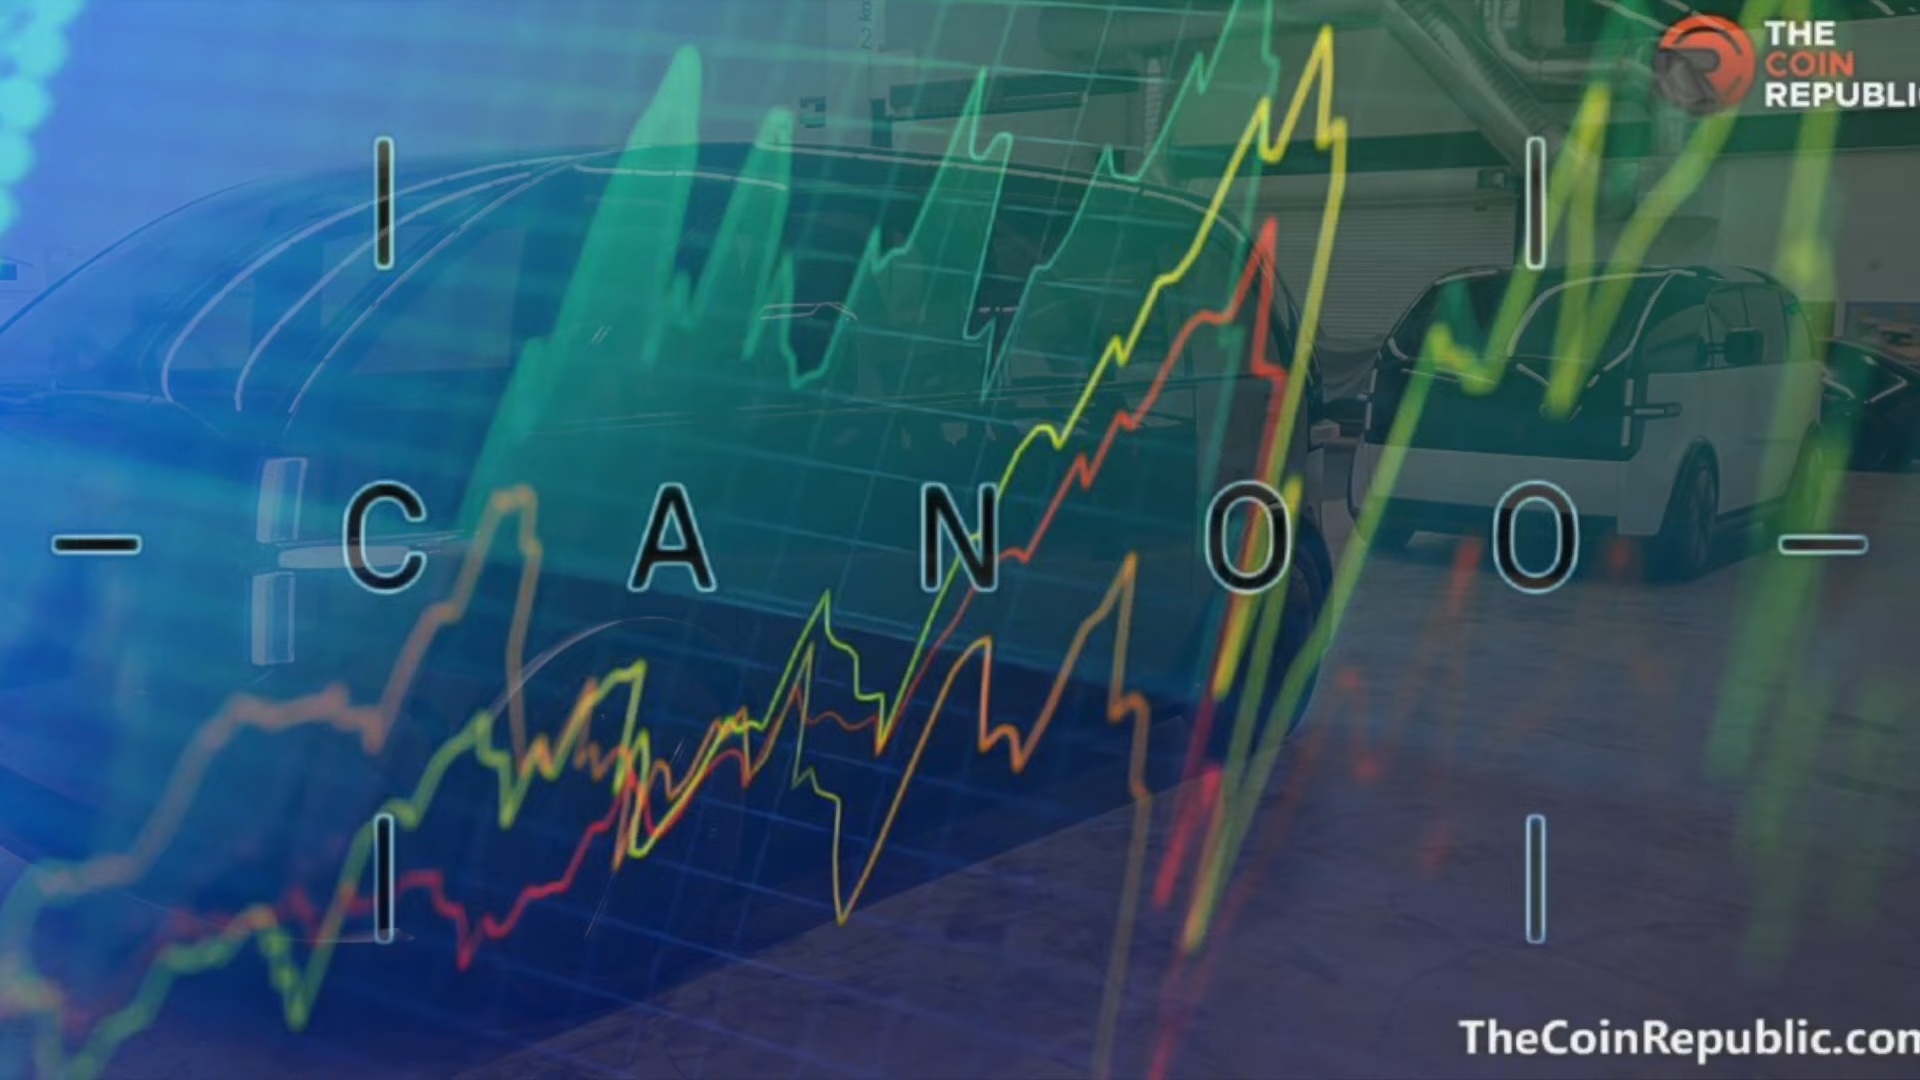 THE
COIN
REPUBLIC
— CANOO —
TheCoinRepublic.com